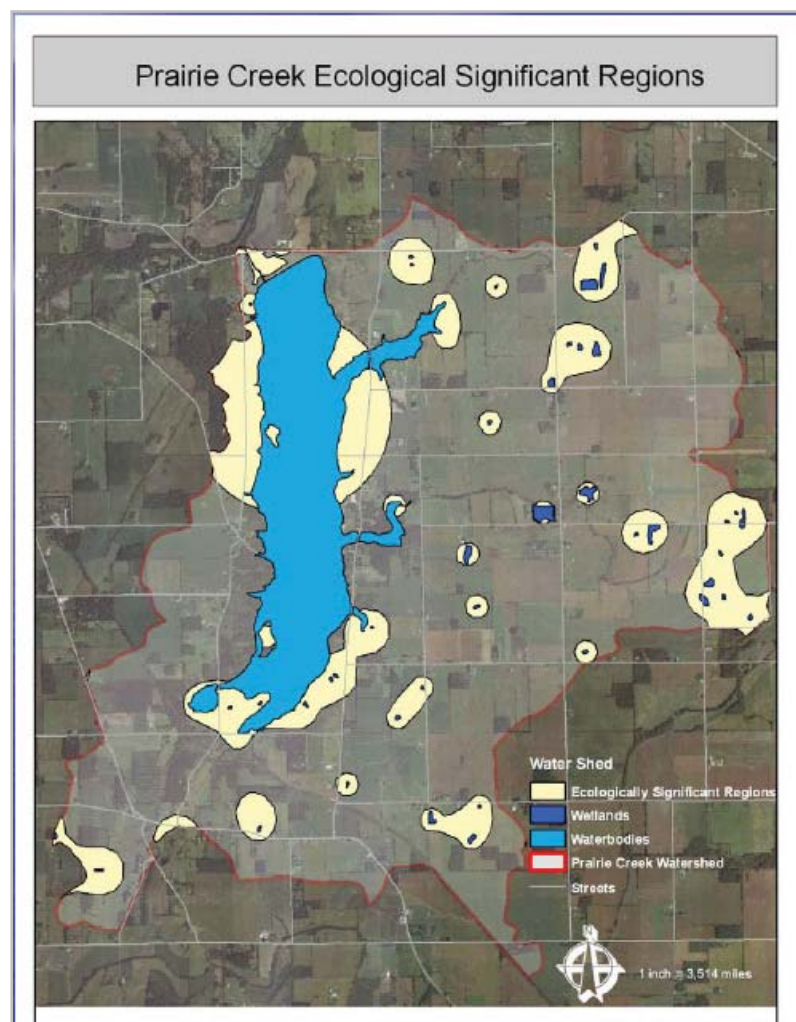 Prairie Creek Ecological Significant Regions
Water Shed
Ecologically Significant Regions
Wetlands
Waterbodies
Prairie Creek Watershed
Streets
N
1 inch = 3,514 miles